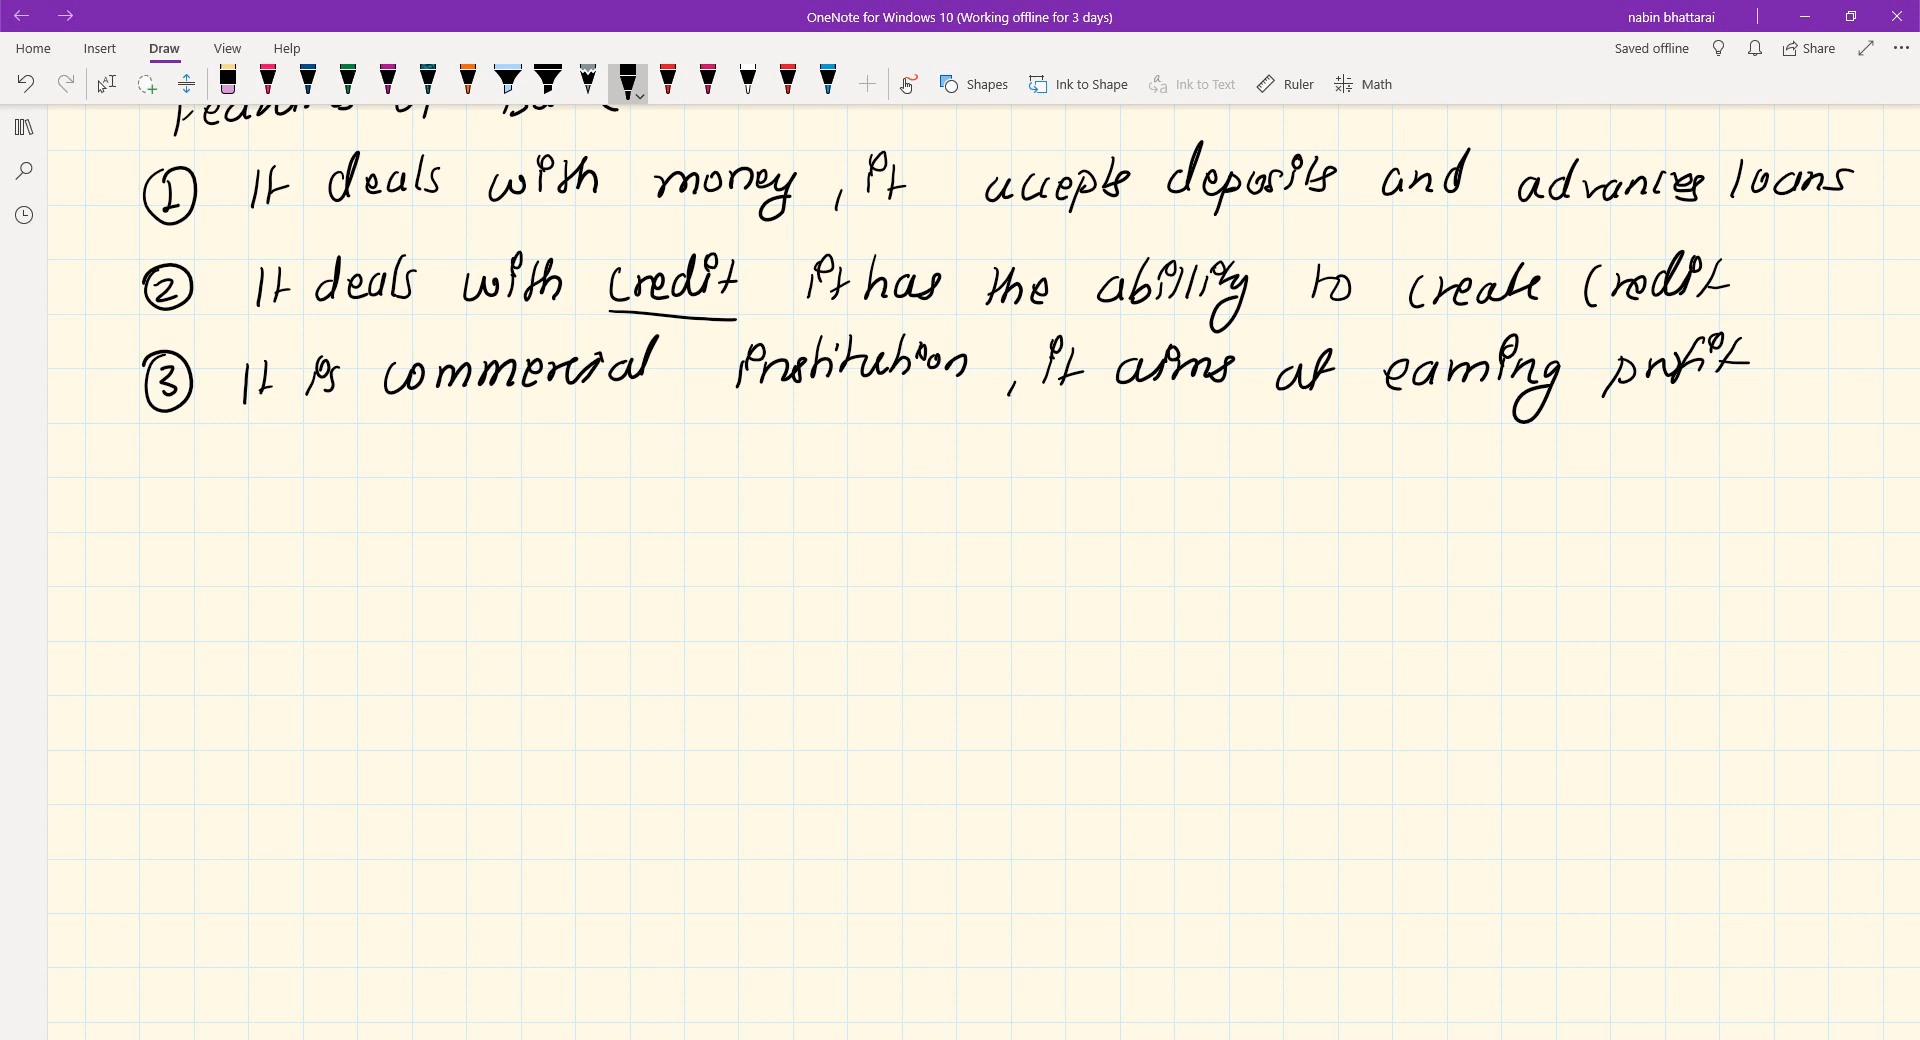 OneNote for Windows 10 (Working offline for 3 days)
nabin bhattarai
Home Insert Draw View Help
Saved offline
Share
Shapes
Ink to Shape
Ink to Text
Ruler
Math
① It deals with money, it accepts deposits and advances loans
② It deals with credit it has the ability to create credit
③ It is commercial institution, it aims at earning profit